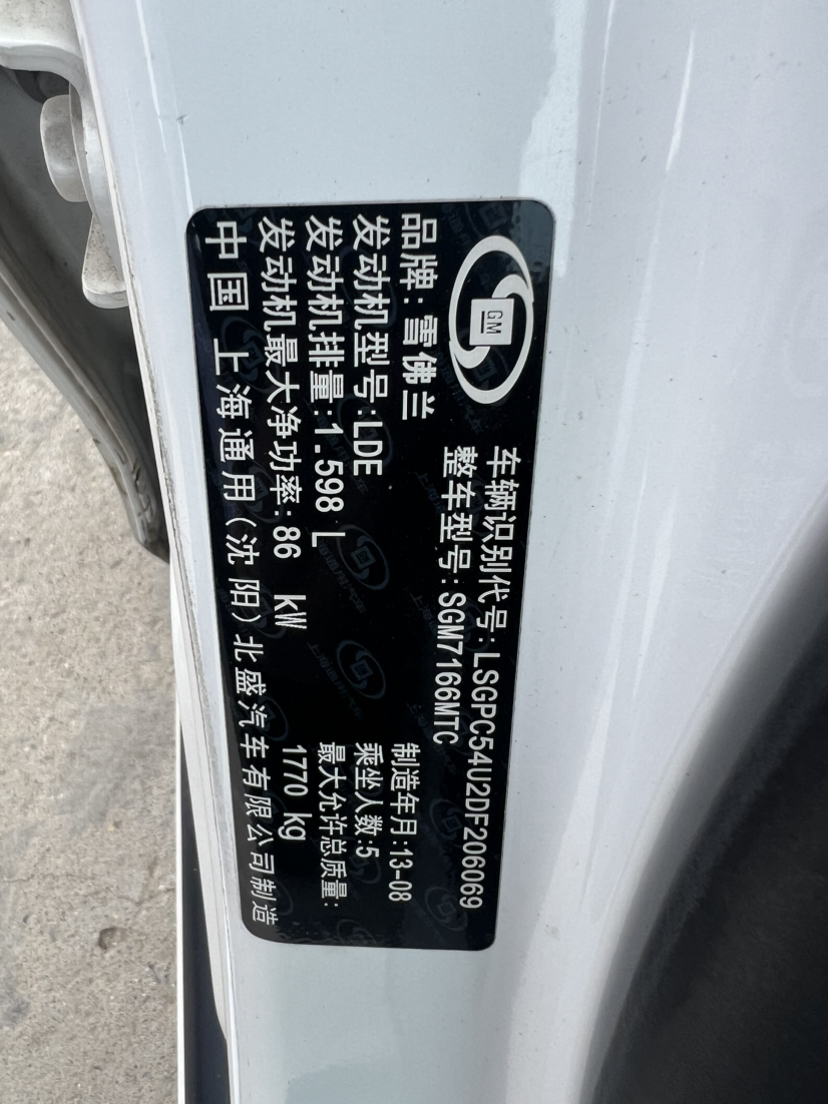 GM
车辆识别代号:LSGPC54U2DF206069
整车型号:SGM7166MTC
品牌:雪佛兰
制造年月:13-08
发动机型号:LDE
乘坐人数:5
发动机排量:1.598 L
最大允许总质量:
发动机最大净功率:86 kW
1770 kg
中国 上海通用(沈阳)北盛汽车有限公司制造